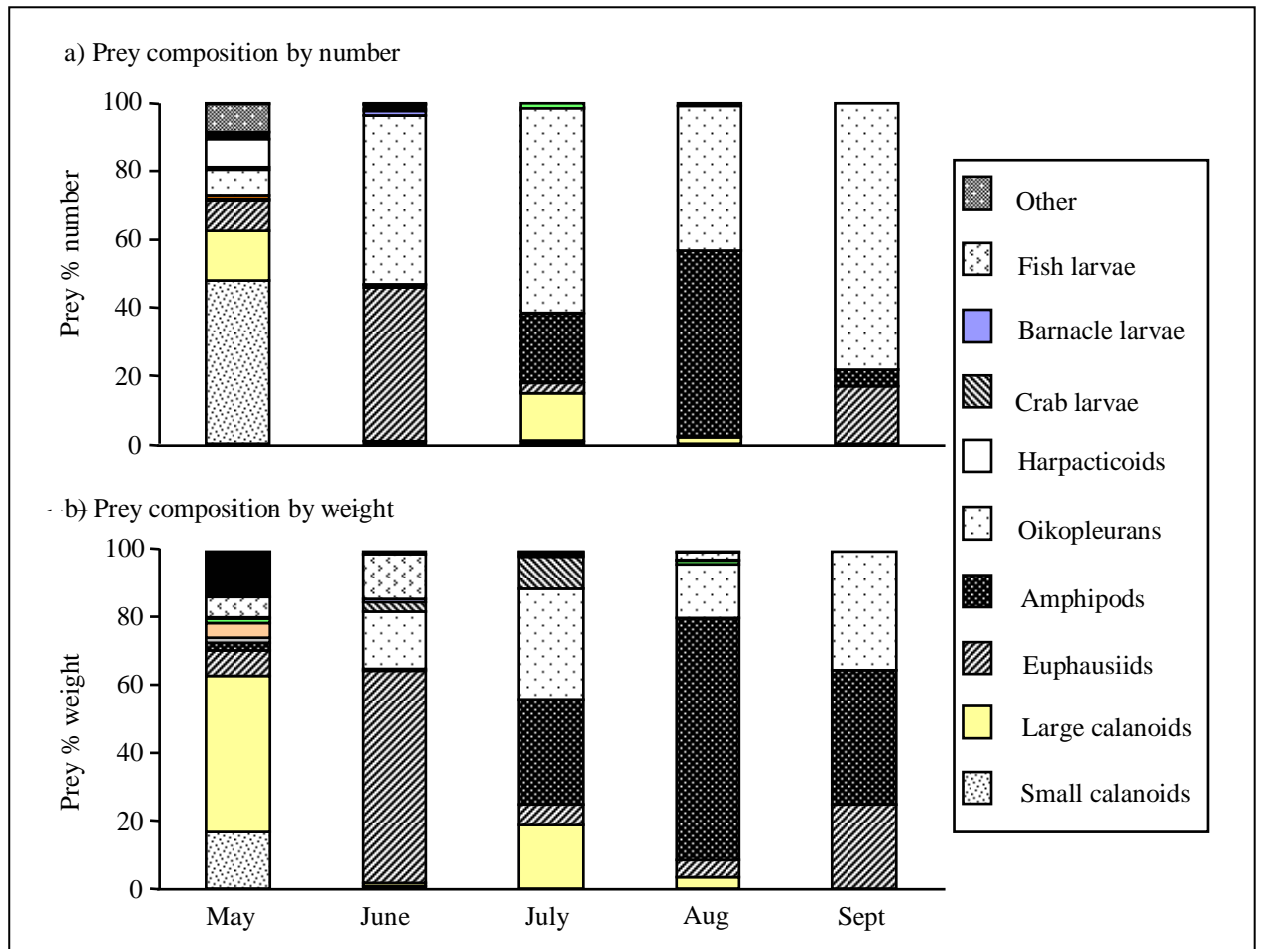 a) Prey composition by number
100
80
60
40
20
0
Prey % number
b) Prey composition by weight
100
80
60
40
20
0
Prey % weight
May June July Aug Sept
Other
Fish larvae
Barnacle larvae
Crab larvae
Harpacticoids
Oikopleurans
Amphipods
Euphausiids
Large calanoids
Small calanoids